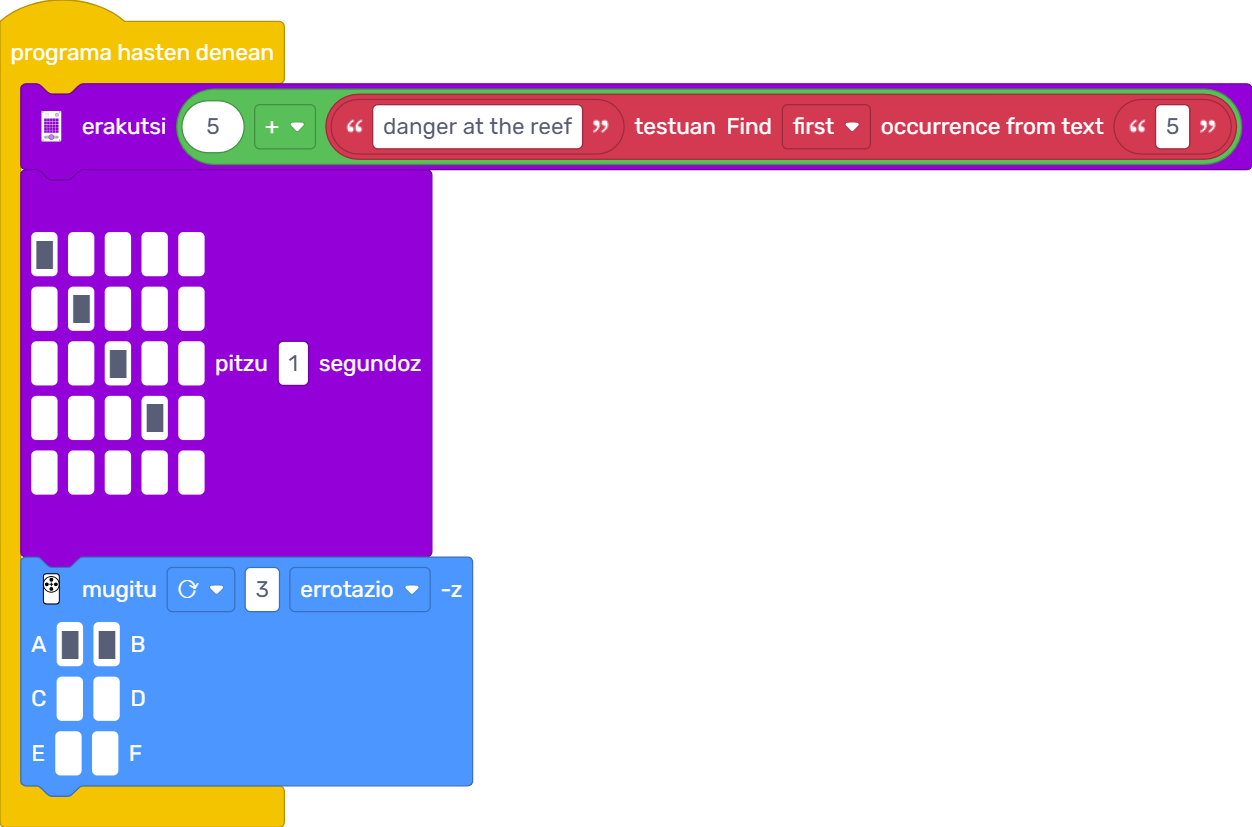 programa hasten denean
erakutsi 5 + “ danger at the reef ” testuan Find first occurrence from text “ 5 ”
pitzu 1 segundoz
mugitu 3 errotazio -z
A B
C D
E F